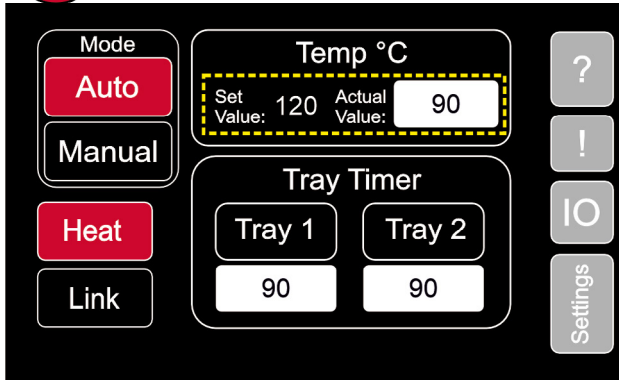 Mode
Auto
Manual
Heat
Link
Temp °C
Set Value: 120 Actual Value: 90
Tray Timer
Tray 1 Tray 2
90 90
?
!
IO
Settings